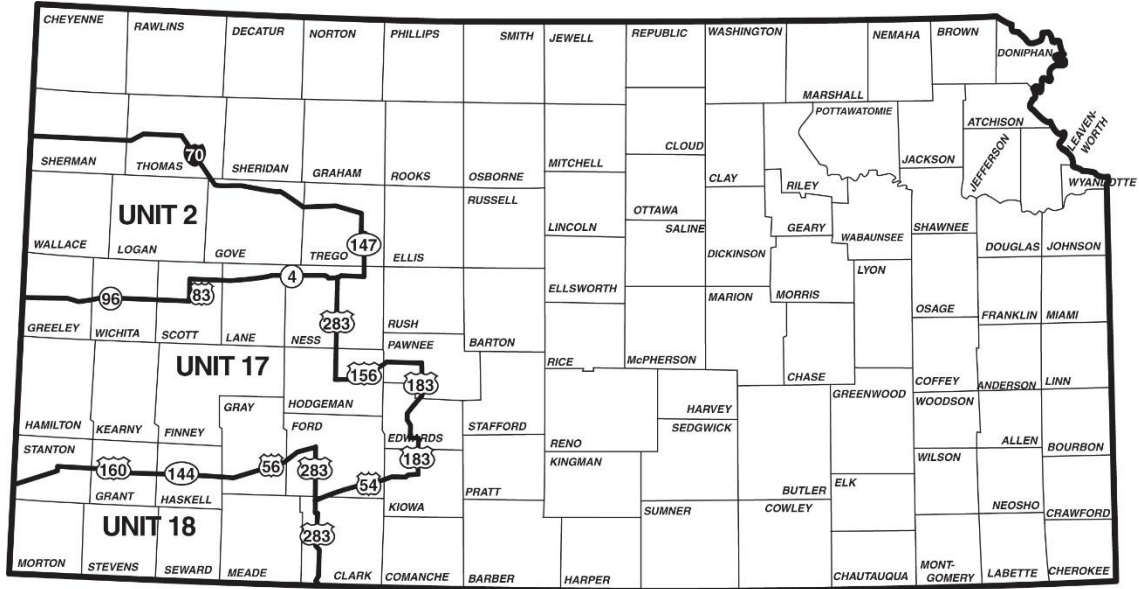 CHEYENNE
RAWLINS
DECATUR
NORTON
PHILLIPS
SMITH
JEWELL
REPUBLIC
WASHINGTON
MARSHALL
NEMAHA
BROWN
DONIPHAN
POTTAWATOMIE
ATCHISON
LEAVEN-
WORTH
JACKSON
JEFFERSON
WYANDOTTE
SHERMAN
THOMAS
70
SHERIDAN
GRAHAM
ROOKS
OSBORNE
MITCHELL
CLOUD
CLAY
RILEY
RUSSELL
LINCOLN
OTTAWA
SALINE
DICKINSON
GEARY
WABAUNSEE
SHAWNEE
DOUGLAS
JOHNSON
UNIT 2
WALLACE
LOGAN
GOVE
TREGO
147
ELLIS
ELLSWORTH
MARION
MORRIS
LYON
OSAGE
FRANKLIN
MIAMI
96
83
4
283
GREELEY
WICHITA
SCOTT
LANE
NESS
RUSH
PAWNEE
BARTON
RICE
McPHERSON
CHASE
COFFEY
ANDERSON
LINN
UNIT 17
156
183
HODGEMAN
GRAY
FORD
HAMILTON
KEARNY
FINNEY
EDWARDS
STAFFORD
RENO
HARVEY
SEDGWICK
GREENWOOD
WOODSON
ALLEN
BOURBON
STANTON
160
144
56
283
54
183
GRANT
HASKELL
KIOWA
PRATT
KINGMAN
BUTLER
ELK
WILSON
NEOSHO
CRAWFORD
UNIT 18
283
SUMNER
COWLEY
MORTON
STEVENS
SEWARD
MEADE
CLARK
COMANCHE
BARBER
HARPER
CHAUTAUQUA
MONT-
GOMERY
LABETTE
CHEROKEE